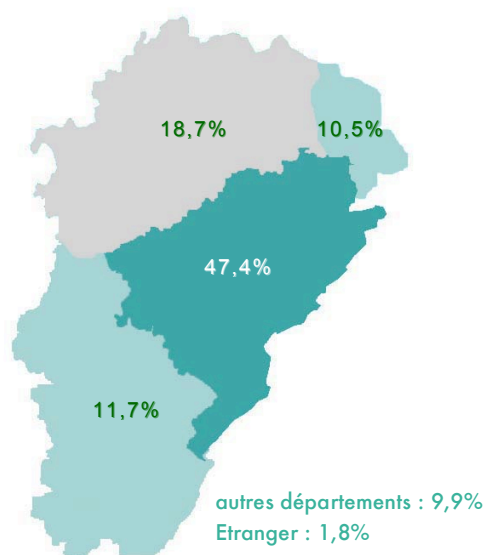 18,7%
10,5%
47,4%
11,7%
autres départements : 9,9%
Etranger : 1,8%